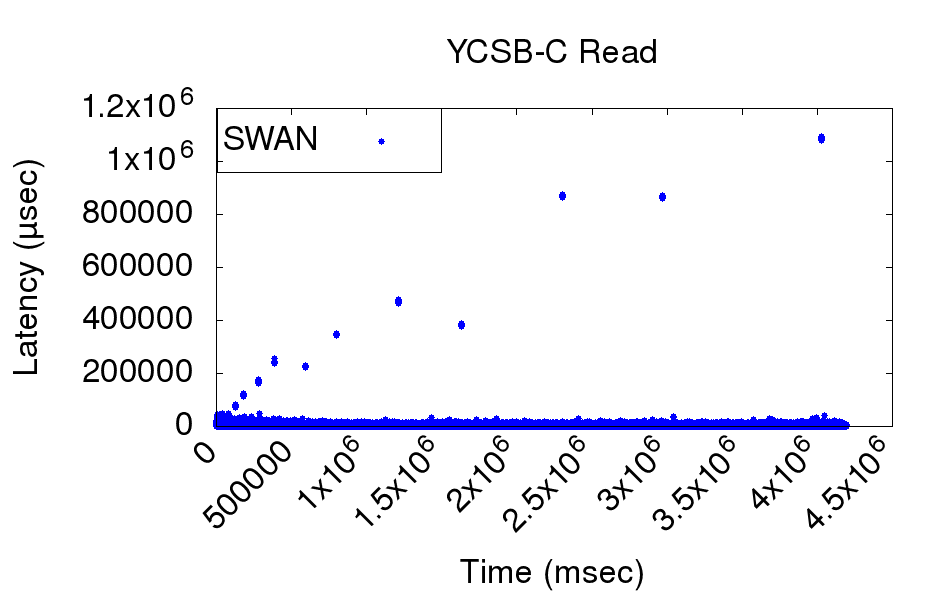 YCSB-C Read
SWAN
Latency (µsec)
1.2x10^6
1x10^6
800000
600000
400000
200000
0
0
500000
1x10^6
1.5x10^6
2x10^6
2.5x10^6
3x10^6
3.5x10^6
4x10^6
4.5x10^6
Time (msec)